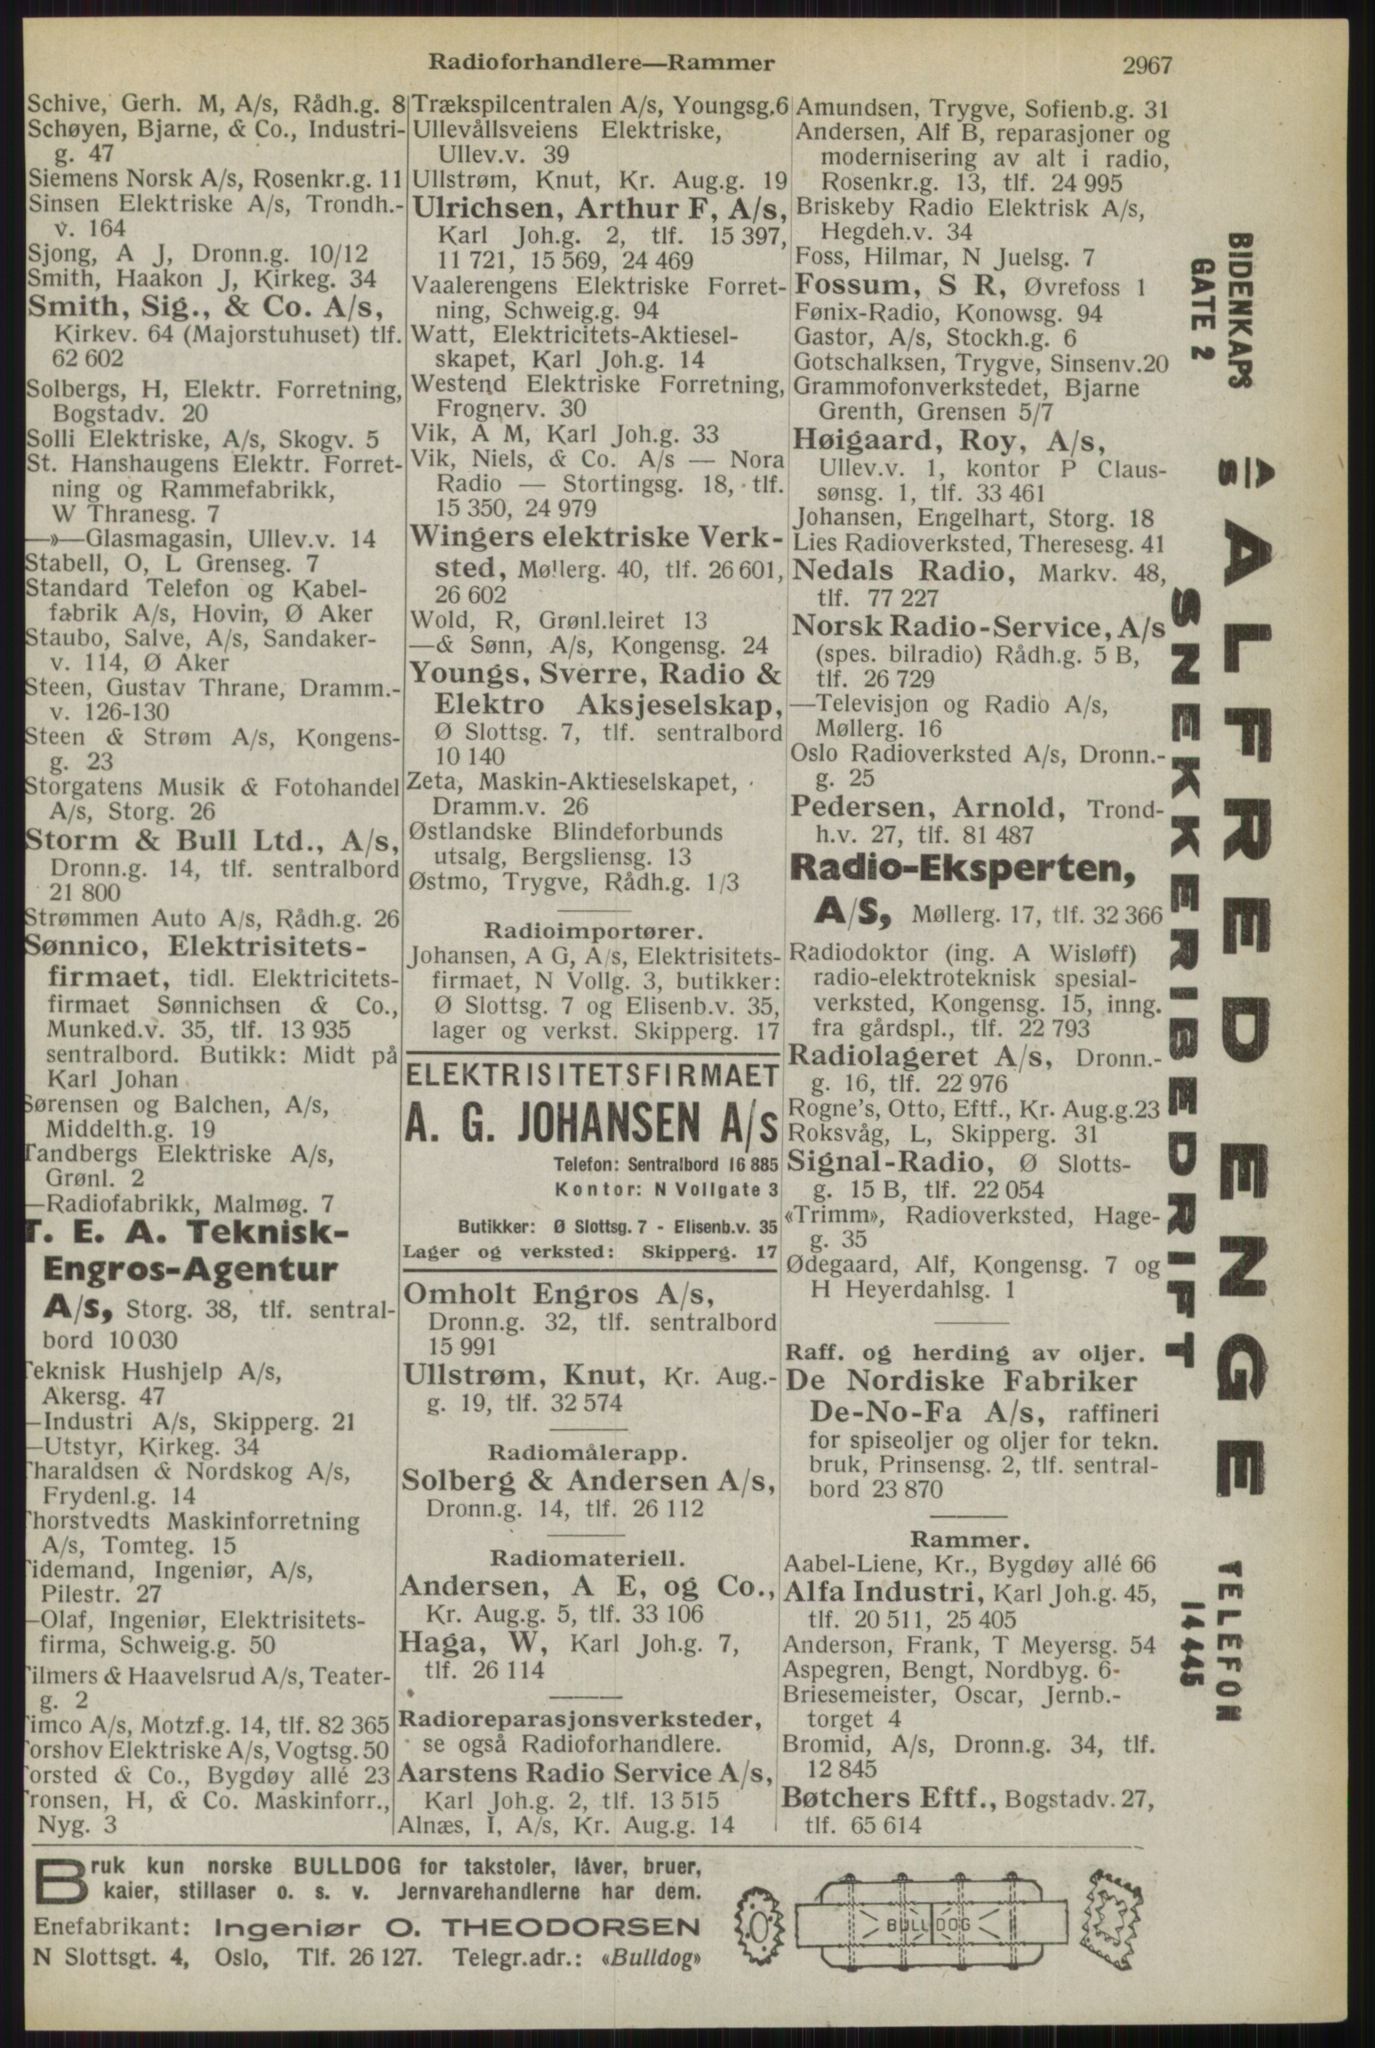 Radioforhandlere—Rammer
2967
Schive, Gerh. M, A/s, Rådh.g. 8
Schøyen, Bjarne, & Co., Industri-
g. 47
Siemens Norsk A/s, Rosenkr.g. 11
Sinsen Elektriske A/s, Trondh.-
v. 164
Sjong, A J, Dronn.g. 10/12
Smith, Haakon J, Kirkeg. 34
Smith, Sig., & Co. A/s,
Kirkev. 64 (Majorstuhuset) tlf.
62 602
Solbergs, H, Elektr. Forretning,
Bogstadv. 20
Solli Elektriske, A/s, Skogv. 5
St. Hanshaugens Elektr. Forret-
ning og Rammefabrikk,
W Thranesg. 7
—»—Glasmagasin, Ullev.v. 14
Stabell, O, L Grenseg. 7
Standard Telefon og Kabel-
fabrik A/s, Hovin, Ø Aker
Staubo, Salve, A/s, Sandaker-
v. 114, Ø Aker
Steen, Gustav Thrane, Dramm.-
v. 126-130
Steen & Strøm A/s, Kongens-
g. 23
Storgatens Musik & Fotohandel
A/s, Storg. 26
Storm & Bull Ltd., A/s,
Dronn.g. 14, tlf. sentralbord
21 800
Strømmen Auto A/s, Rådh.g. 26
Sønnico, Elektrisitets-
firmaet, tidl. Elektricitets-
firmaet Sønnichsen & Co.,
Munked.v. 35, tlf. 13 935
sentralbord. Butikk: Midt på
Karl Johan
Sørensen og Balchen, A/s,
Middelth.g. 19
Tandbergs Elektriske A/s,
Grønl. 2
—Radiofabrikk, Malmøg. 7
T. E. A. Teknisk-
Engros-Agentur
A/S, Storg. 38, tlf. sentral-
bord 10 030
Teknisk Hushjelp A/s,
Akersg. 47
—Industri A/s, Skipperg. 21
—Utstyr, Kirkeg. 34
Tharaldsen & Nordskog A/s,
Frydenl.g. 14
Thorstvedts Maskinforretning
A/s, Tomteg. 15
Tidemand, Ingeniør, A/s,
Pilestr. 27
—Olaf, Ingeniør, Elektrisitets-
firma, Schweig.g. 50
Tilmers & Haavelsrud A/s, Teater-
g. 2
Timco A/s, Motzf.g. 14, tlf. 82 365
Torshov Elektriske A/s, Vogtsg. 50
Torsted & Co., Bygdøy allé 23
Tronsen, H, & Co. Maskinforr.,
Nyg. 3
Trækspilcentralen A/s, Youngsg.6
Ullevållsveiens Elektriske,
Ullev.v. 39
Ullstrøm, Knut, Kr. Aug.g. 19
Ulrichsen, Arthur F, A/s,
Karl Joh.g. 2, tlf. 15 397,
11 721, 15 569, 24 469
Vaalerengens Elektriske Forret-
ning, Schweig.g. 94
Watt, Elektricitets-Aktiesel-
skapet, Karl Joh.g. 14
Westend Elektriske Forretning,
Frognerv. 30
Vik, A M, Karl Joh.g. 33
Vik, Niels, & Co. A/s — Nora
Radio — Stortingsg. 18, tlf.
15 350, 24 979
Wingers elektriske Verk-
sted, Møllerg. 40, tlf. 26 601,
26 602
Wold, R, Grønl.leiret 13
—& Sønn, A/s, Kongensg. 24
Youngs, Sverre, Radio &
Elektro Aksjeselskap,
Ø Slottsg. 7, tlf. sentralbord
10 140
Zeta, Maskin-Aktieselskapet,
Dramm.v. 26
Østlandske Blindeforbunds
utsalg, Bergsliensg. 13
Østmo, Trygve, Rådh.g. 1/3
Radioimportører.
Johansen, A G, A/s, Elektrisitets-
firmaet, N Vollg. 3, butikker:
Ø Slottsg. 7 og Elisenb.v. 35,
lager og verkst. Skipperg. 17
ELEKTRISITETSFIRMAET
A. G. JOHANSEN A/s
Telefon: Sentralbord 16 885
Kontor: N Vollgate 3
Butikker: Ø Slottsg. 7 - Elisenb.v. 35
Lager og verksted: Skipperg. 17
Omholt Engros A/s,
Dronn.g. 32, tlf. sentralbord
15 991
Ullstrøm, Knut, Kr. Aug.-
g. 19, tlf. 32 574
Radiomålerapp.
Solberg & Andersen A/s,
Dronn.g. 14, tlf. 26 112
Radiomateriell.
Andersen, A E, og Co.,
Kr. Aug.g. 5, tlf. 33 106
Haga, W, Karl Joh.g. 7,
tlf. 26 114
Radioreparasjonsverksteder,
se også Radioforhandlere.
Aarstens Radio Service A/s,
Karl Joh.g. 2, tlf. 13 515
Alnæs, I, A/s, Kr. Aug.g. 14
Amundsen, Trygve, Sofienb.g. 31
Andersen, Alf B, reparasjoner og
modernisering av alt i radio,
Rosenkr.g. 13, tlf. 24 995
Briskeby Radio Elektrisk A/s,
Hegdeh.v. 34
Foss, Hilmar, N Juelsg. 7
Fossum, S R, Øvrefoss 1
Fønix-Radio, Konowsg. 94
Gastor, A/s, Stockh.g. 6
Gotschalksen, Trygve, Sinsenv.20
Grammofonverkstedet, Bjarne
Grenth, Grensen 5/7
Høigaard, Roy, A/s,
Ullev.v. 1, kontor P Claus-
sønsg. 1, tlf. 33 461
Johansen, Engelhart, Storg. 18
Lies Radioverksted, Theresesg. 41
Nedals Radio, Markv. 48,
tlf. 77 227
Norsk Radio-Service, A/s
(spes. bilradio) Rådh.g. 5 B,
tlf. 26 729
—Televisjon og Radio A/s,
Møllerg. 16
Oslo Radioverksted A/s, Dronn.-
g. 25
Pedersen, Arnold, Trond-
h.v. 27, tlf. 81 487
Radio-Eksperten,
A/S, Møllerg. 17, tlf. 32 366
Radiodoktor (ing. A Wisløff)
radio-elektroteknisk spesial-
verksted, Kongensg. 15, inng.
fra gårdspl., tlf. 22 793
Radiolageret A/s, Dronn.-
g. 16, tlf. 22 976
Rogne's, Otto, Eftf., Kr. Aug.g.23
Roksvåg, L, Skipperg. 31
Signal-Radio, Ø Slotts-
g. 15 B, tlf. 22 054
«Trimm», Radioverksted, Hage-
g. 35
Ødegaard, Alf, Kongensg. 7 og
H Heyerdahlsg. 1
Raff. og herding av oljer.
De Nordiske Fabriker
De-No-Fa A/s, raffineri
for spiseoljer og oljer for tekn.
bruk, Prinsensg. 2, tlf. sentral-
bord 23 870
Rammer.
Aabel-Liene, Kr., Bygdøy allé 66
Alfa Industri, Karl Joh.g. 45,
tlf. 20 511, 25 405
Anderson, Frank, T Meyersg. 54
Aspegren, Bengt, Nordbyg. 6
Briesemeister, Oscar, Jernb.-
torget 4
Bromid, A/s, Dronn.g. 34, tlf.
12 845
Bøtchers Eftf., Bogstadv. 27,
tlf. 65 614
BIDENKAPS
GATE 2
A/s ALFRED ENGE
SNEKKERIBEDRIFT
TELEFON
14445
Bruk kun norske BULLDOG for takstoler, låver, bruer,
kaier, stillaser o. s. v. Jernvarehandlerne har dem.
Enefabrikant: Ingeniør O. THEODORSEN
N Slottsgt. 4, Oslo, Tlf. 26 127. Telegr.adr.: «Bulldog»
BULLDOG